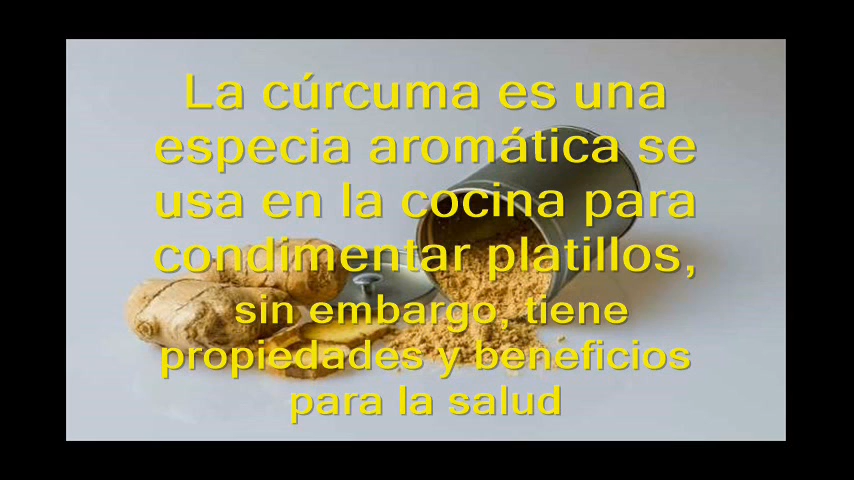 La cúrcuma es una
especia aromática se
usa en la cocina para
condimentar platillos,
sin embargo, tiene
propiedades y beneficios
para la salud